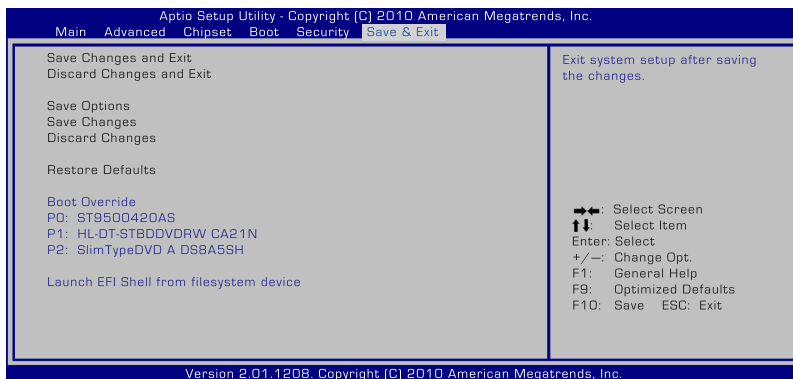 Aptio Setup Utility - Copyright (C) 2010 American Megatrends, Inc.
Main Advanced Chipset Boot Security Save & Exit
Save Changes and Exit
Discard Changes and Exit
Save Options
Save Changes
Discard Changes
Restore Defaults
Boot Override
P0: ST9500420AS
P1: HL-DT-STBDDVDRW CA21N
P2: SlimTypeDVD A DS8A5SH
Launch EFI Shell from filesystem device
Exit system setup after saving
the changes.
→←: Select Screen
↑↓: Select Item
Enter: Select
+/—: Change Opt.
F1: General Help
F9: Optimized Defaults
F10: Save ESC: Exit
Version 2.01.1208. Copyright (C) 2010 American Megatrends, Inc.